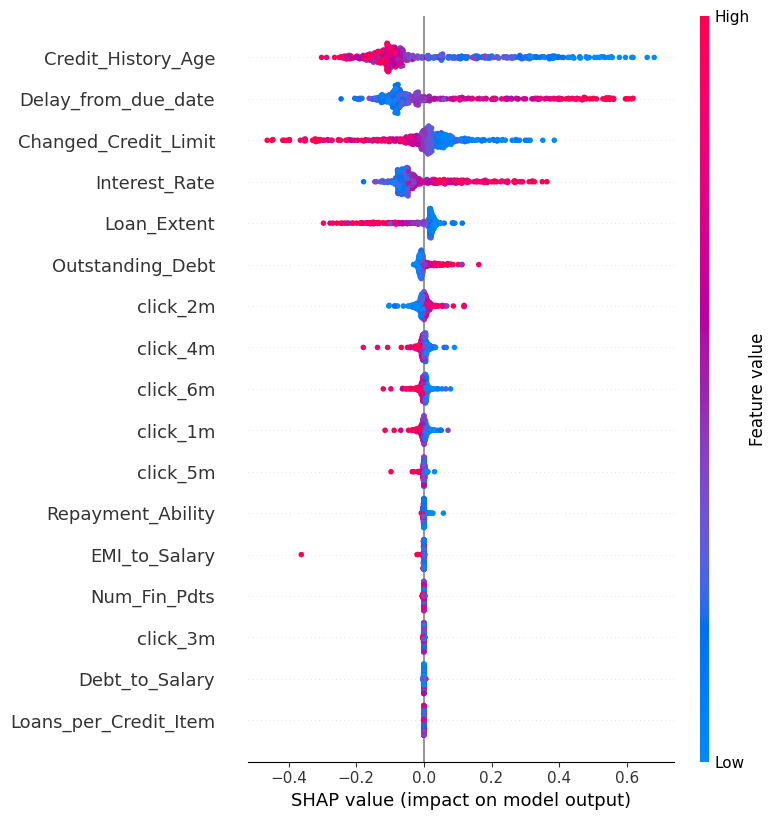 High
Credit_History_Age
Delay_from_due_date
Changed_Credit_Limit
Interest_Rate
Loan_Extent
Outstanding_Debt
click_2m
click_4m
click_6m
click_1m
click_5m
Repayment_Ability
EMI_to_Salary
Num_Fin_Pdts
click_3m
Debt_to_Salary
Loans_per_Credit_Item
Feature value
Low
−0.4 −0.2 0.0 0.2 0.4 0.6
SHAP value (impact on model output)